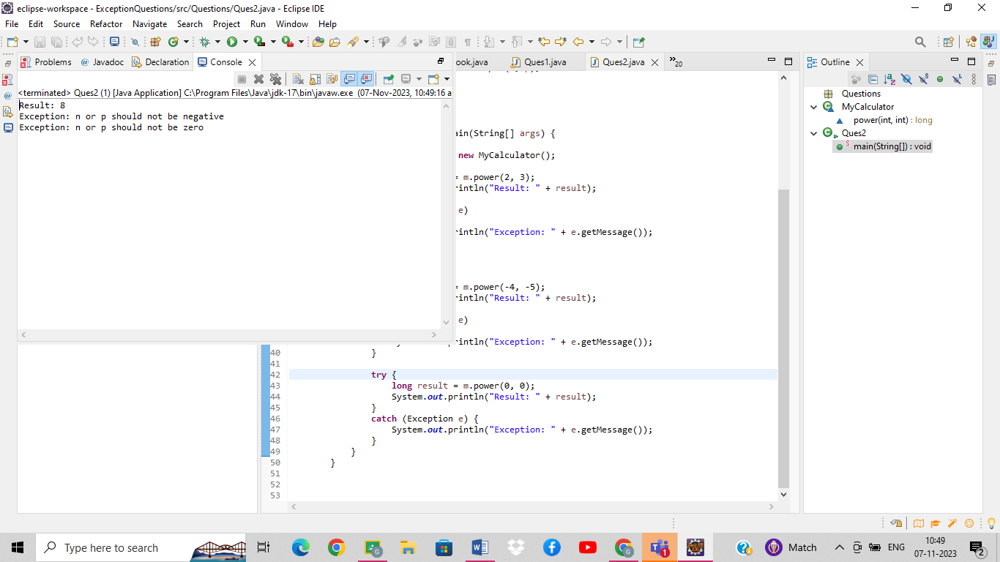 eclipse-workspace - ExceptionQuestions/src/Questions/Ques2.java - Eclipse IDE
File Edit Source Refactor Navigate Search Project Run Window Help
Problems @ Javadoc Declaration Console
ook.java Ques1.java Ques2.java 20
Outline
<terminated> Ques2 (1) [Java Application] C:\Program Files\Java\jdk-17\bin\javaw.exe (07-Nov-2023, 10:49:16 a
Result: 8
Exception: n or p should not be negative
Exception: n or p should not be zero
ain(String[] args) {
new MyCalculator();
= m.power(2, 3);
rintln("Result: " + result);
e)
rintln("Exception: " + e.getMessage());
= m.power(-4, -5);
rintln("Result: " + result);
e)
rintln("Exception: " + e.getMessage());
40 }
41
42 try {
43 long result = m.power(0, 0);
44 System.out.println("Result: " + result);
45 }
46 catch (Exception e) {
47 System.out.println("Exception: " + e.getMessage());
48 }
49 }
50 }
51
52
53
Questions
MyCalculator
power(int, int) : long
Ques2
main(String[]) : void
Type here to search
Match
ENG
10:49
07-11-2023
2